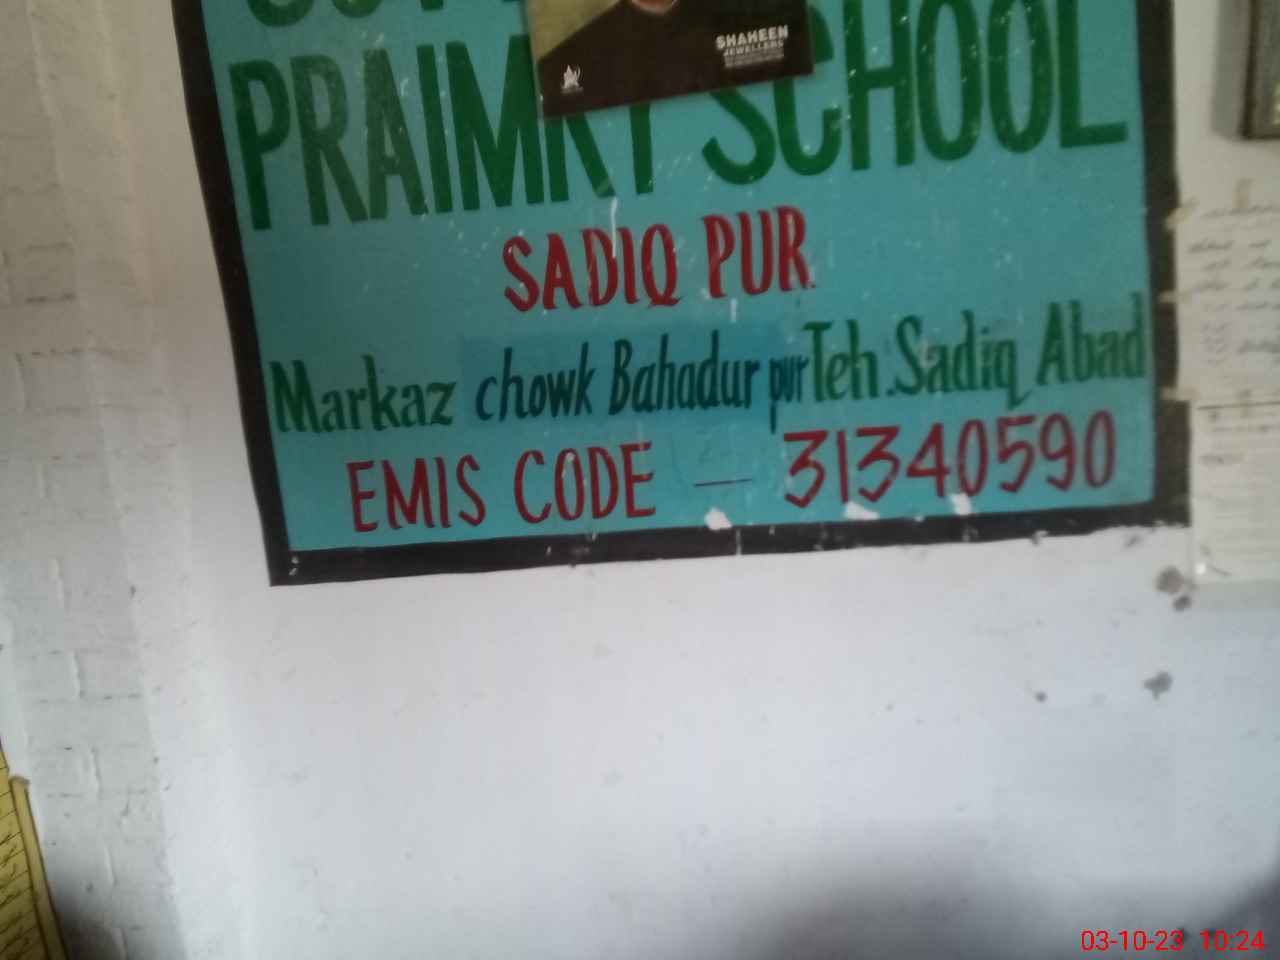 SHAHEEN
JEWELLERS
PRAIMRY SCHOOL
SADIQ PUR
Markaz chowk Bahadur pur Teh. Sadiq Abad
EMIS CODE — 31340590
03-10-23 10:24